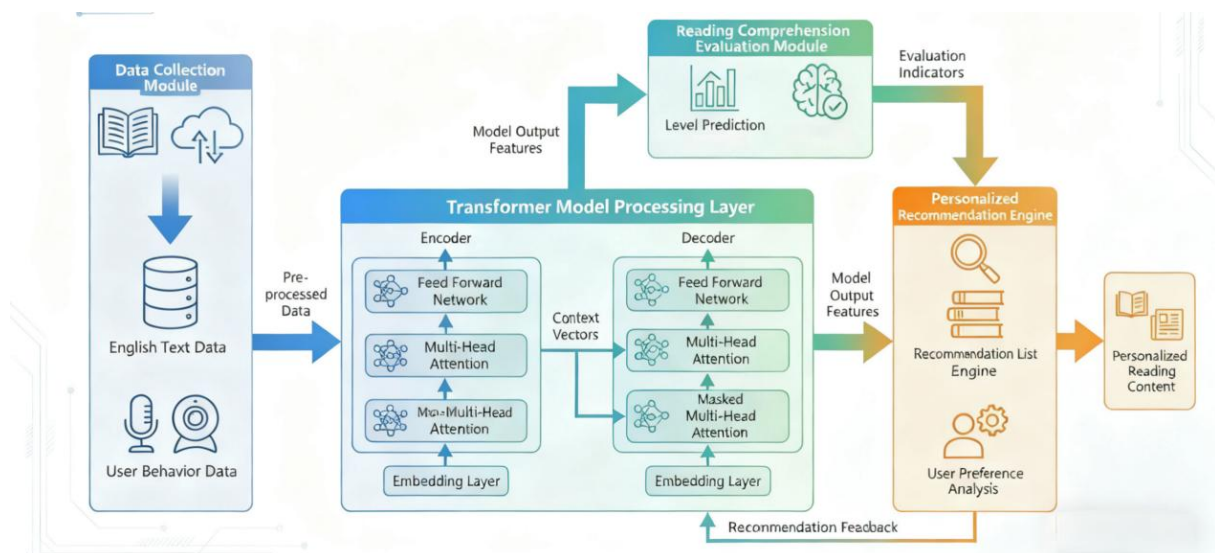 Data Collection
Module
English Text Data
User Behavior Data
Pre-
processed
Data
Model Output
Features
Reading Comprehension
Evaluation Module
Level Prediction
Evaluation
Indicators
Transformer Model Processing Layer
Encoder
Feed Forward
Network
Multi-Head
Attention
Multi-Head
Attention
Embedding Layer
Context
Vectors
Decoder
Feed Forward
Network
Multi-Head
Attention
Masked
Multi-Head
Attention
Embedding Layer
Model
Output
Features
Personalized
Recommendation Engine
Recommendation List
Engine
User Preference
Analysis
Recommendation Feedback
Personalized
Reading
Content